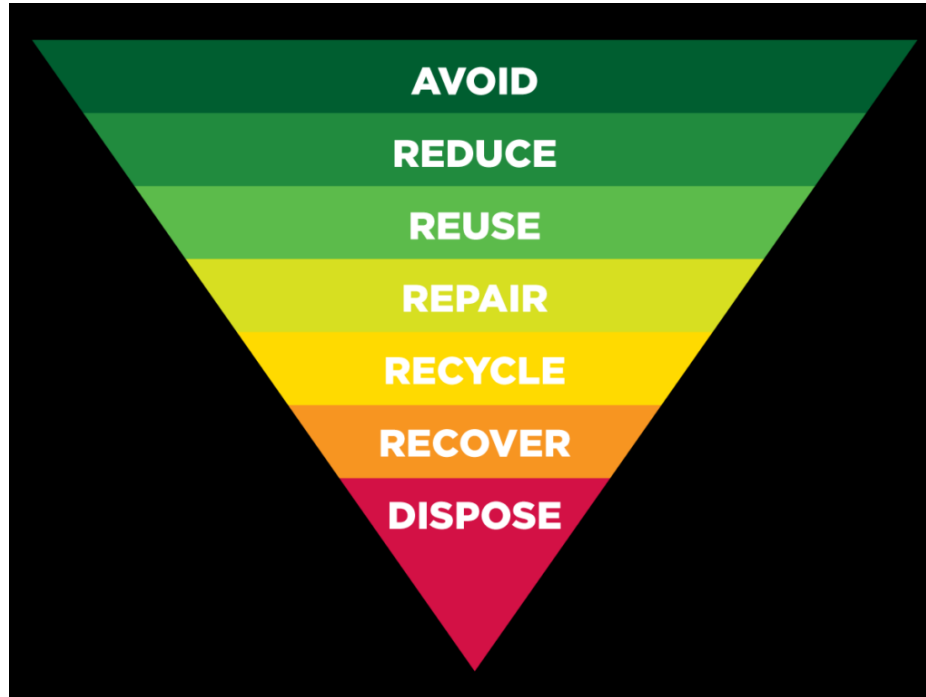 AVOID
REDUCE
REUSE
REPAIR
RECYCLE
RECOVER
DISPOSE